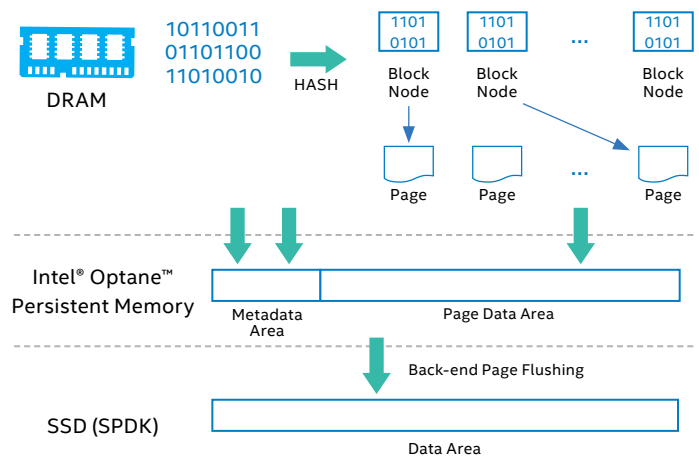 10110011
01101100
11010010
DRAM
HASH
1101
0101
1101
0101
...
1101
0101
Block
Node
Block
Node
Block
Node
...
Page
Page
Page
Intel® Optane™
Persistent Memory
Metadata
Area
Page Data Area
Back-end Page Flushing
SSD (SPDK)
Data Area